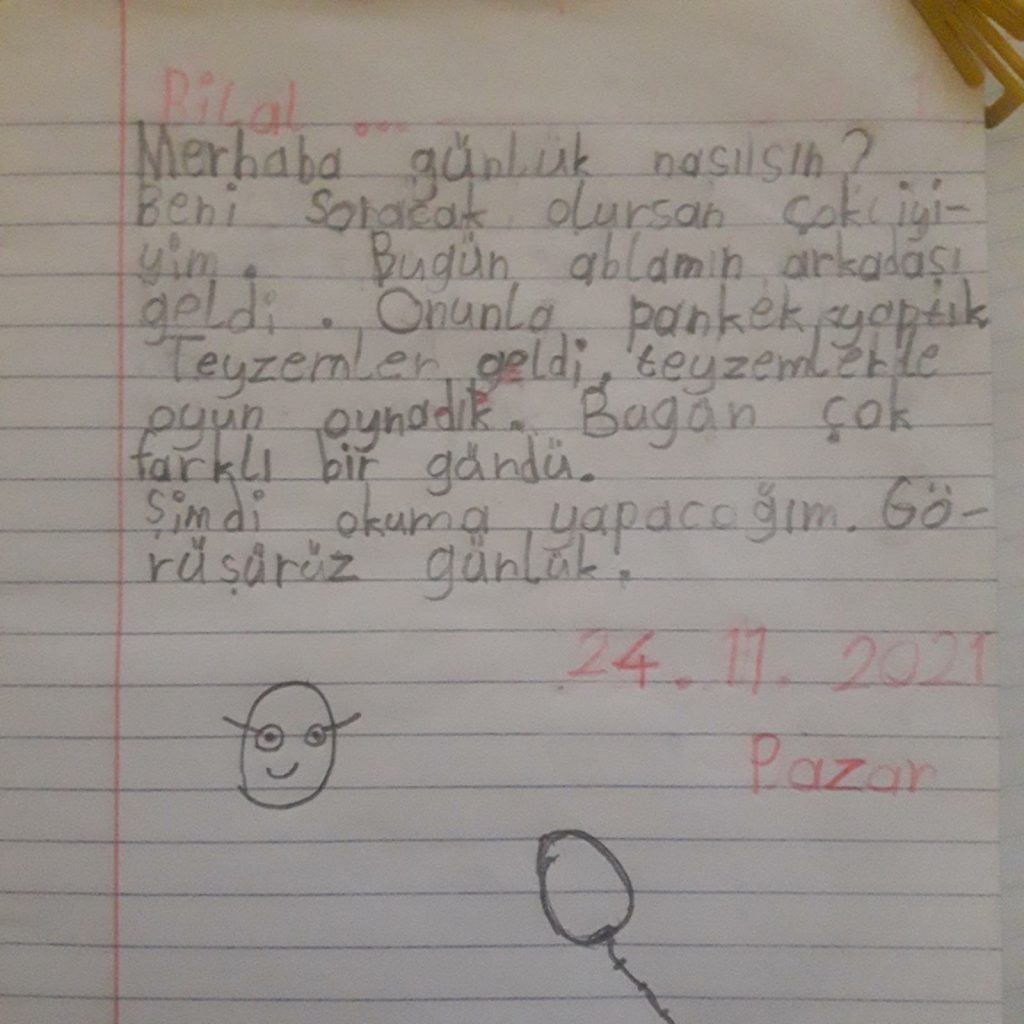 Bilal ...
Merhaba günlük nasılsın?
Beni soracak olursan çok iyi-
yim. Bugün ablamın arkadaşı
geldi. Onunla pankek yaptık
Teyzemler geldi, teyzemlerle
oyun oynadık. Bugün çok
farklı bir gündü.
Şimdi okuma yapacağım. Gö-
rüşürüz günlük.
24.11.2021
Pazar